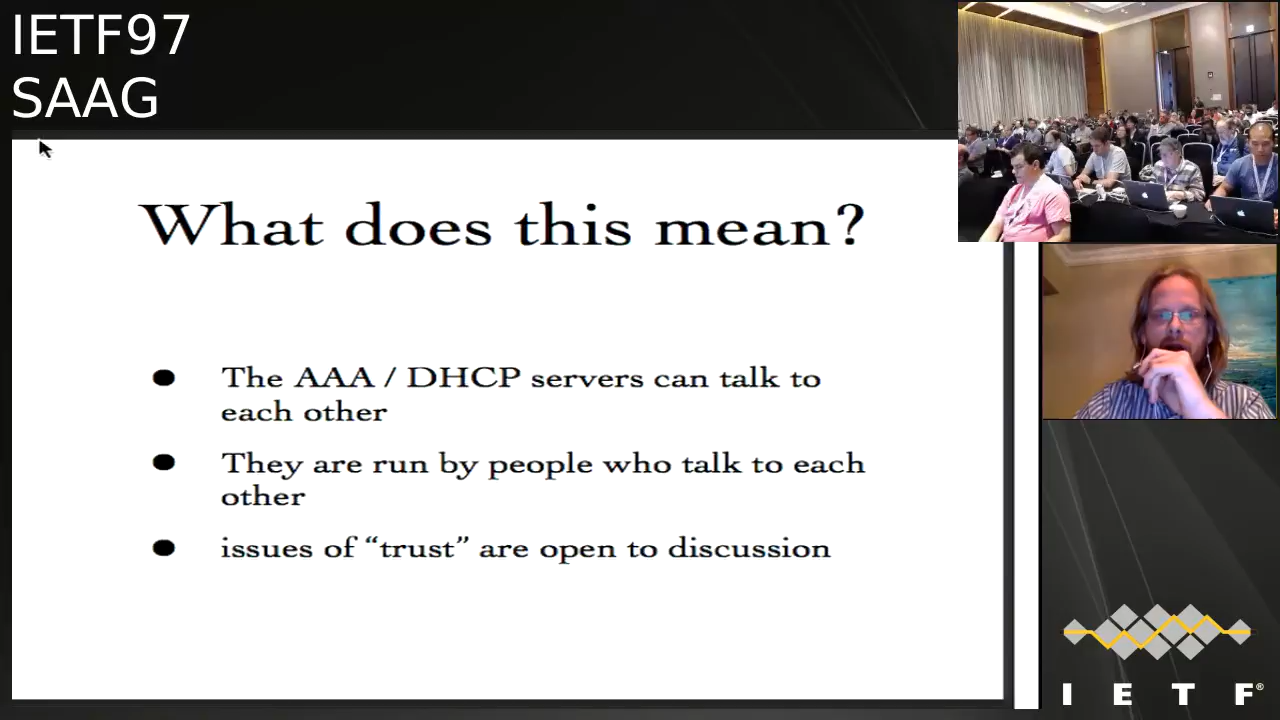 IETF97
SAAG
What does this mean?
The AAA / DHCP servers can talk to
each other
They are run by people who talk to each
other
issues of “trust” are open to discussion
I E T F®